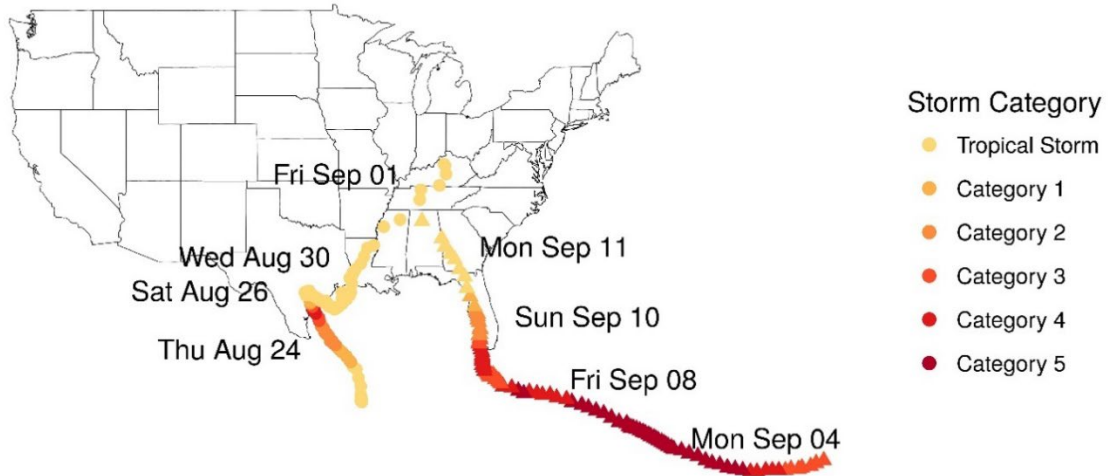 Storm Category
Tropical Storm
Category 1
Category 2
Category 3
Category 4
Category 5
Fri Sep 01
Wed Aug 30
Sat Aug 26
Thu Aug 24
Mon Sep 11
Sun Sep 10
Fri Sep 08
Mon Sep 04